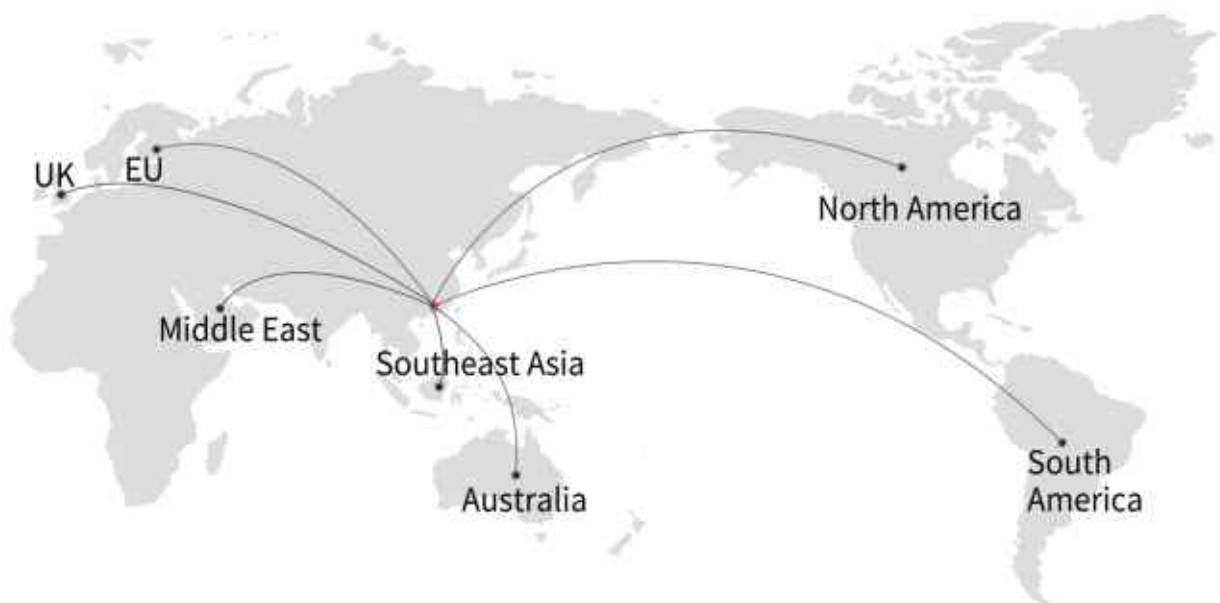 UK
EU
North America
Middle East
Southeast Asia
Australia
South
America